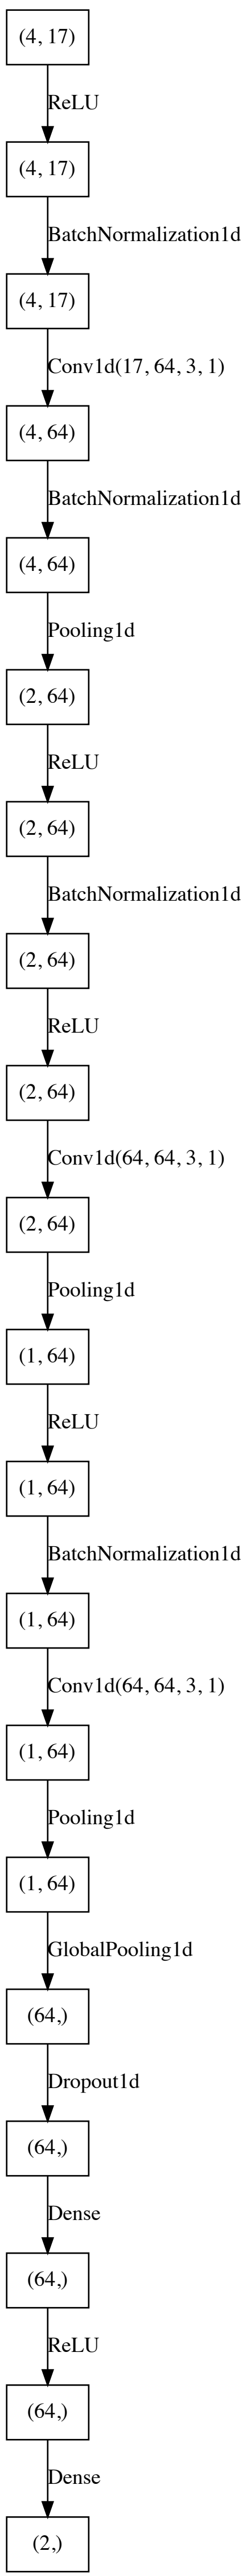 (4, 17)
ReLU
(4, 17)
BatchNormalization1d
(4, 17)
Conv1d(17, 64, 3, 1)
(4, 64)
BatchNormalization1d
(4, 64)
Pooling1d
(2, 64)
ReLU
(2, 64)
BatchNormalization1d
(2, 64)
ReLU
(2, 64)
Conv1d(64, 64, 3, 1)
(2, 64)
Pooling1d
(1, 64)
ReLU
(1, 64)
BatchNormalization1d
(1, 64)
Conv1d(64, 64, 3, 1)
(1, 64)
Pooling1d
(1, 64)
GlobalPooling1d
(64,)
Dropout1d
(64,)
Dense
(64,)
ReLU
(64,)
Dense
(2,)